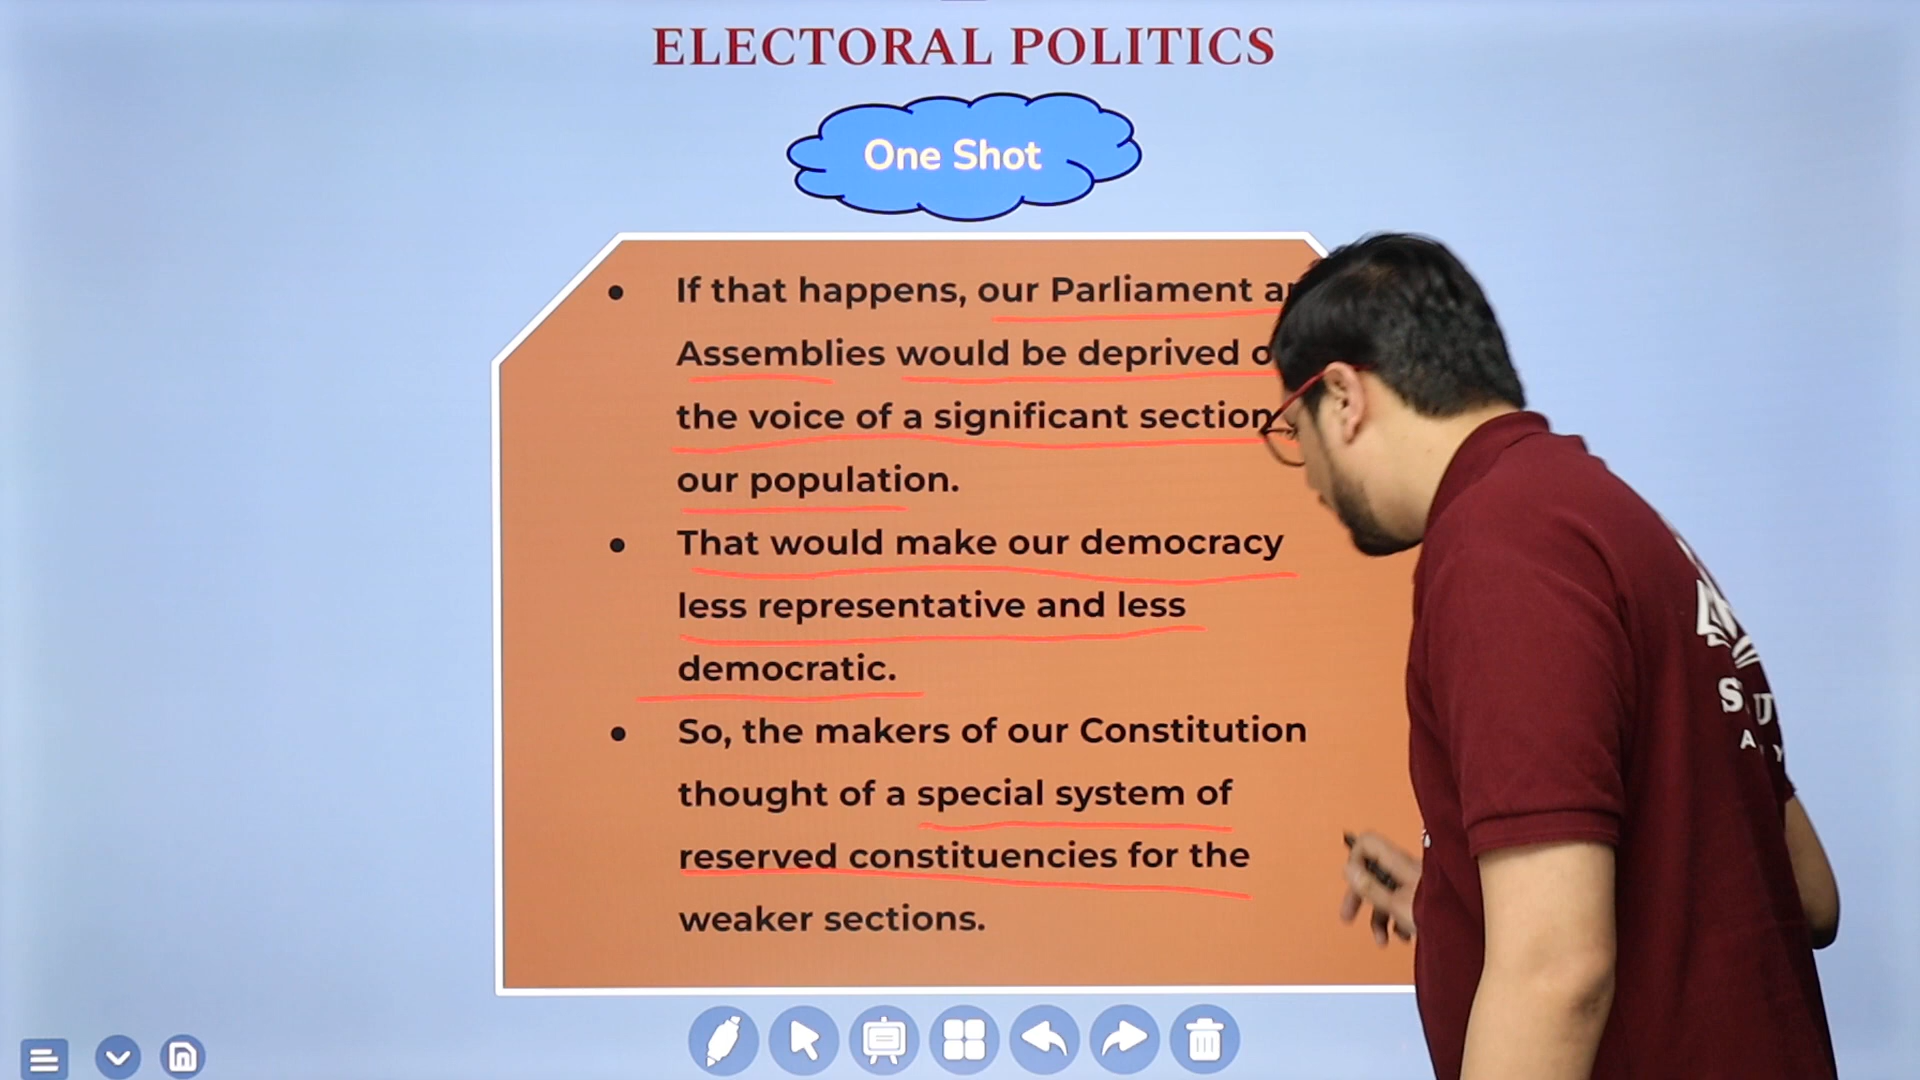 ELECTORAL POLITICS
One Shot
• If that happens, our Parliament
Assemblies would be deprived
the voice of a significant section
our population.
• That would make our democracy
less representative and less
democratic.
• So, the makers of our Constitution
thought of a special system of
reserved constituencies for the
weaker sections.